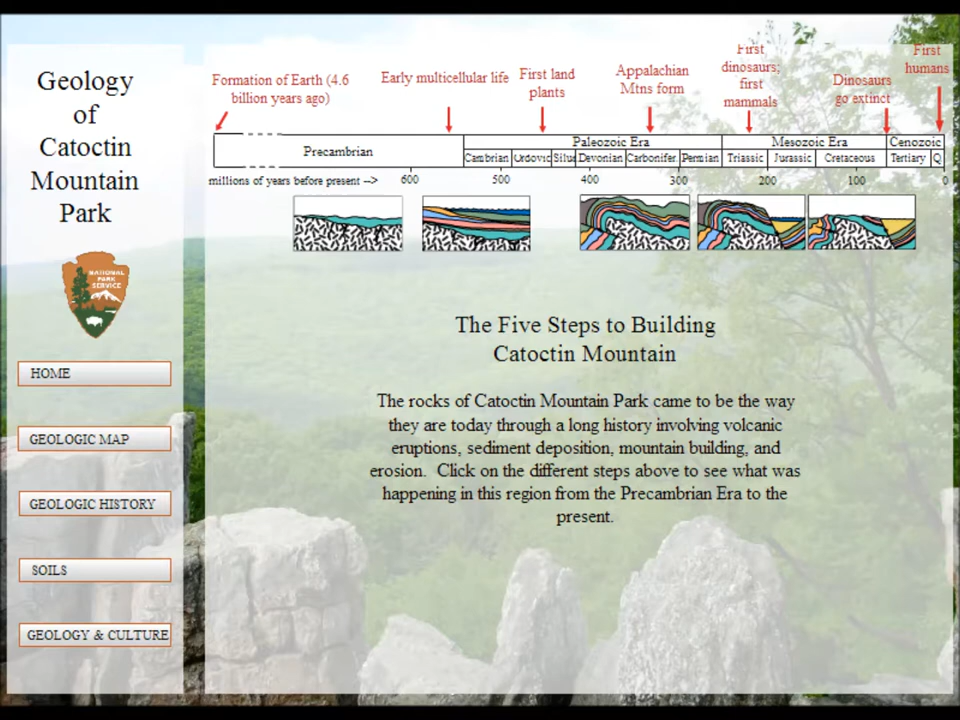 Geology
of
Catoctin
Mountain
Park
NATIONAL
PARK
SERVICE
HOME
GEOLOGIC MAP
GEOLOGIC HISTORY
SOILS
GEOLOGY & CULTURE
Formation of Earth (4.6
billion years ago)
Early multicellular life
First land
plants
Appalachian
Mtns form
First
dinosaurs;
first
mammals
Dinosaurs
go extinct
First
humans
Precambrian
Paleozoic Era
Mesozoic Era
Cenozoic
Cambrian
Ordovic
Silur
Devonian
Carbonifer
Permian
Triassic
Jurassic
Cretaceous
Tertiary
Q
millions of years before present -->
600
500
400
300
200
100
0
The Five Steps to Building
Catoctin Mountain
The rocks of Catoctin Mountain Park came to be the way
they are today through a long history involving volcanic
eruptions, sediment deposition, mountain building, and
erosion. Click on the different steps above to see what was
happening in this region from the Precambrian Era to the
present.